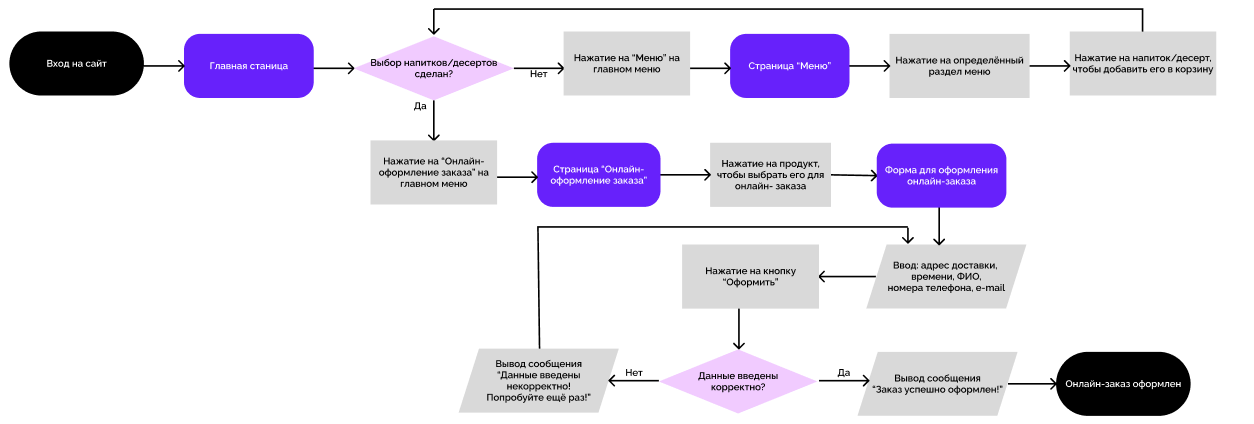 Вход на сайт
Главная станица
Выбор напитков/десертов
сделан?
Нет
Нажатие на “Меню” на
главном меню
Страница “Меню”
Нажатие на определённый
раздел меню
Нажатие на напиток/десерт,
чтобы добавить его в корзину
Да
Нажатие на “Онлайн-
оформление заказа” на
главном меню
Страница “Онлайн-
оформление заказа”
Нажатие на продукт,
чтобы выбрать его для
онлайн- заказа
Форма для оформления
онлайн-заказа
Ввод: адрес доставки,
времени, ФИО,
номера телефона, e-mail
Нажатие на кнопку
“Оформить”
Данные введены
корректно?
Нет
Вывод сообщения
“Данные введены
некорректно!
Попробуйте ещё раз!”
Да
Вывод сообщения
“Заказ успешно оформлен!”
Онлайн-заказ оформлен